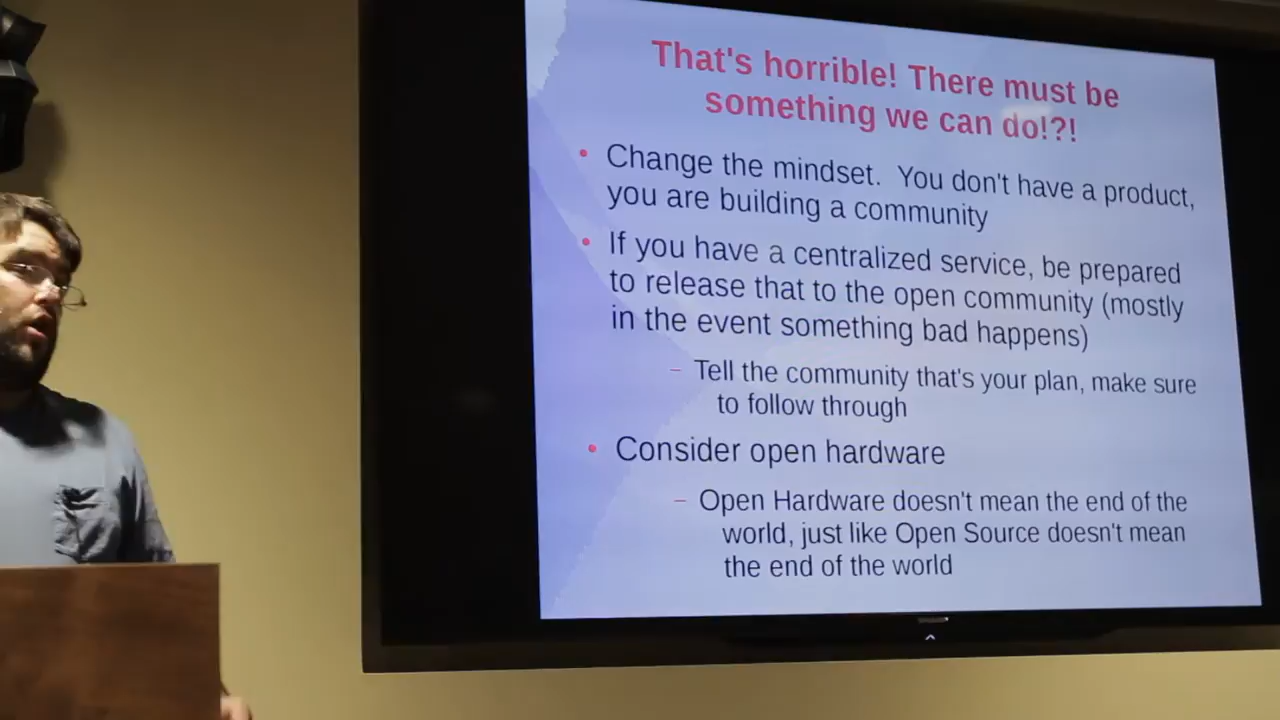 That's horrible! There must be
something we can do!?!
• Change the mindset.  You don't have a product,
you are building a community
• If you have a centralized service, be prepared
to release that to the open community (mostly
in the event something bad happens)
– Tell the community that's your plan, make sure
to follow through
• Consider open hardware
– Open Hardware doesn't mean the end of the
world, just like Open Source doesn't mean
the end of the world